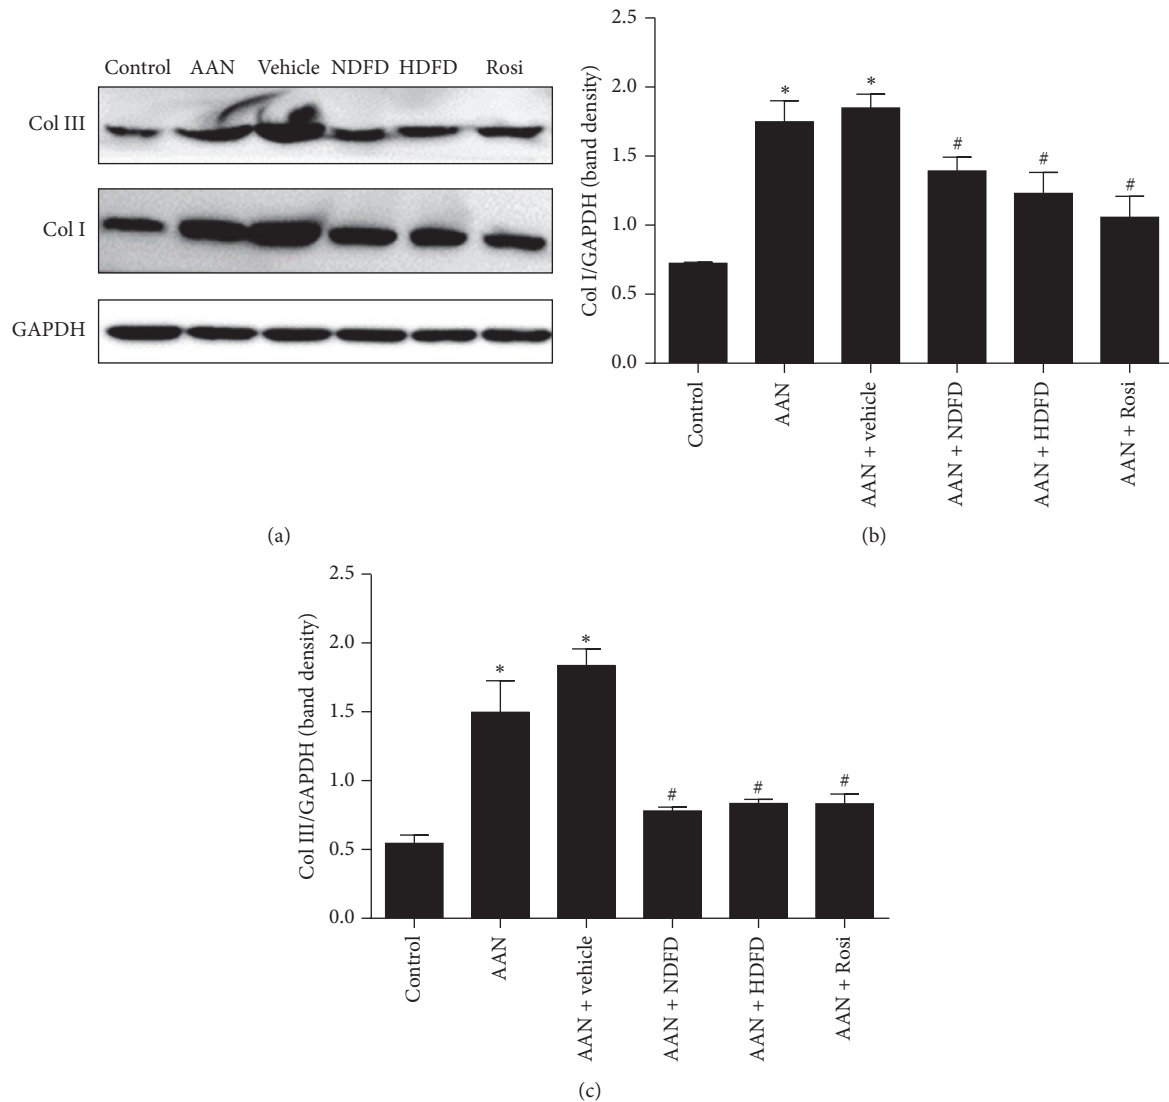 Control AAN Vehicle NDFD HDFD Rosi
Col III
Col I
GAPDH
(a)
Col I/GAPDH (band density)
2.5
2.0
1.5
1.0
0.5
0.0
* * # # #
Control
AAN
AAN + vehicle
AAN + NDFD
AAN + HDFD
AAN + Rosi
(b)
Col III/GAPDH (band density)
2.5
2.0
1.5
1.0
0.5
0.0
* * # # #
Control
AAN
AAN + vehicle
AAN + NDFD
AAN + HDFD
AAN + Rosi
(c)